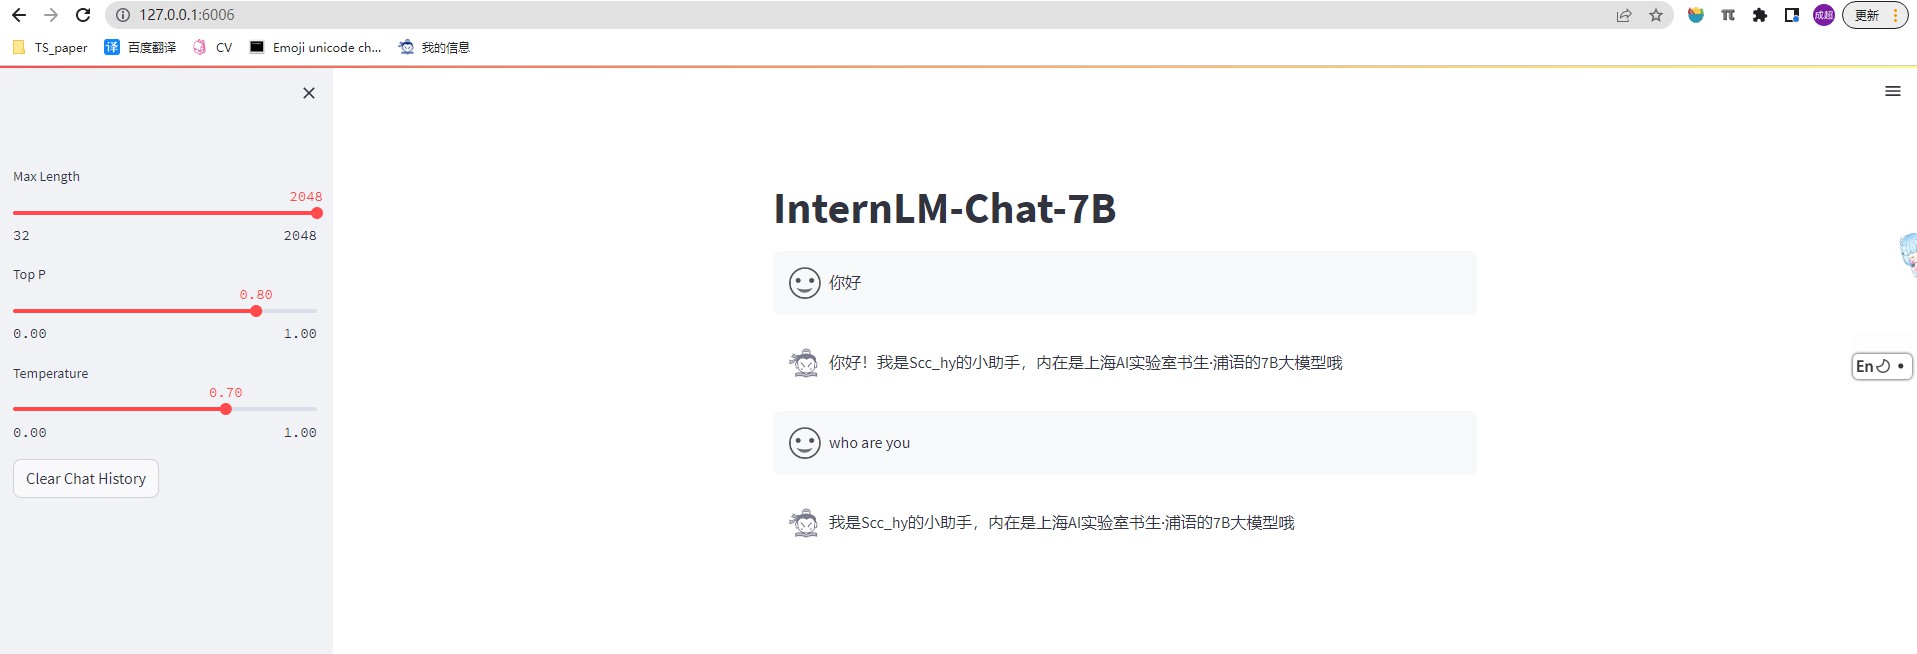 127.0.0.1:6006
成超
更新
TS_paper
译 百度翻译
CV
Emoji unicode ch...
我的信息
Max Length
2048
32 2048
Top P
0.80
0.00 1.00
Temperature
0.70
0.00 1.00
Clear Chat History
InternLM-Chat-7B
你好
你好！我是Scc_hy的小助手，内在是上海AI实验室书生·浦语的7B大模型哦
who are you
我是Scc_hy的小助手，内在是上海AI实验室书生·浦语的7B大模型哦
En